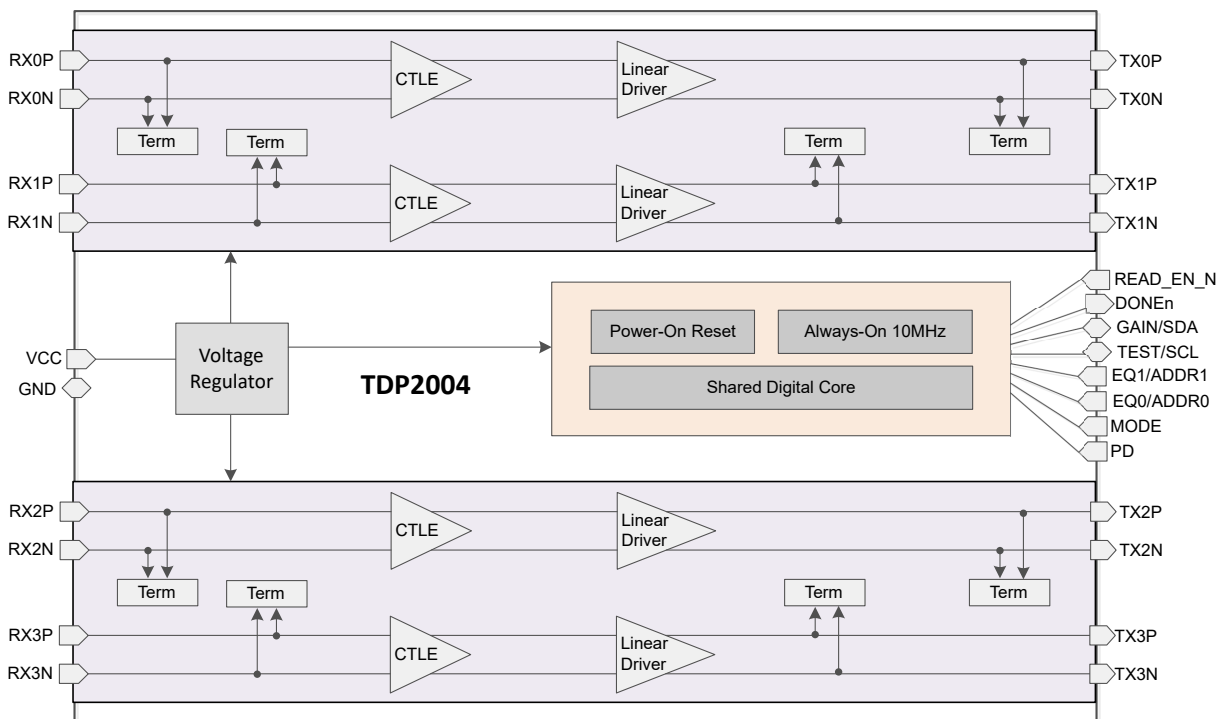 RX0P
CTLE
Linear
Driver
TX0P
RX0N
TX0N
Term
Term
Term
Term
RX1P
CTLE
Linear
Driver
TX1P
RX1N
TX1N
READ_EN_N
DONEn
GAIN/SDA
TEST/SCL
EQ1/ADDR1
EQ0/ADDR0
MODE
PD
VCC
GND
Voltage
Regulator
TDP2004
Power-On Reset
Always-On 10MHz
Shared Digital Core
RX2P
CTLE
Linear
Driver
TX2P
RX2N
TX2N
Term
Term
Term
Term
RX3P
CTLE
Linear
Driver
TX3P
RX3N
TX3N